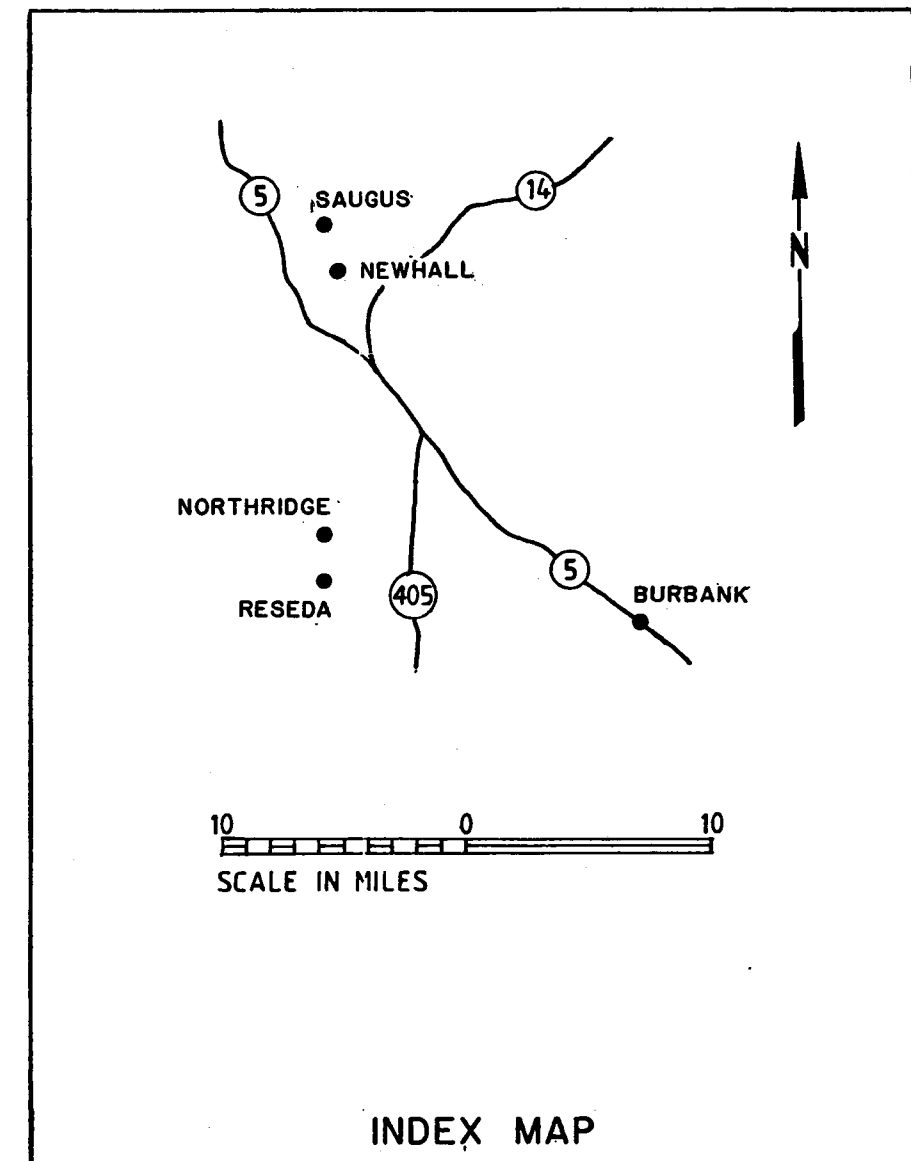 5
14
SAUGUS
N
NEWHALL
NORTHRIDGE
5
405
RESEDA
BURBANK
10 0 10
SCALE IN MILES
INDEX MAP